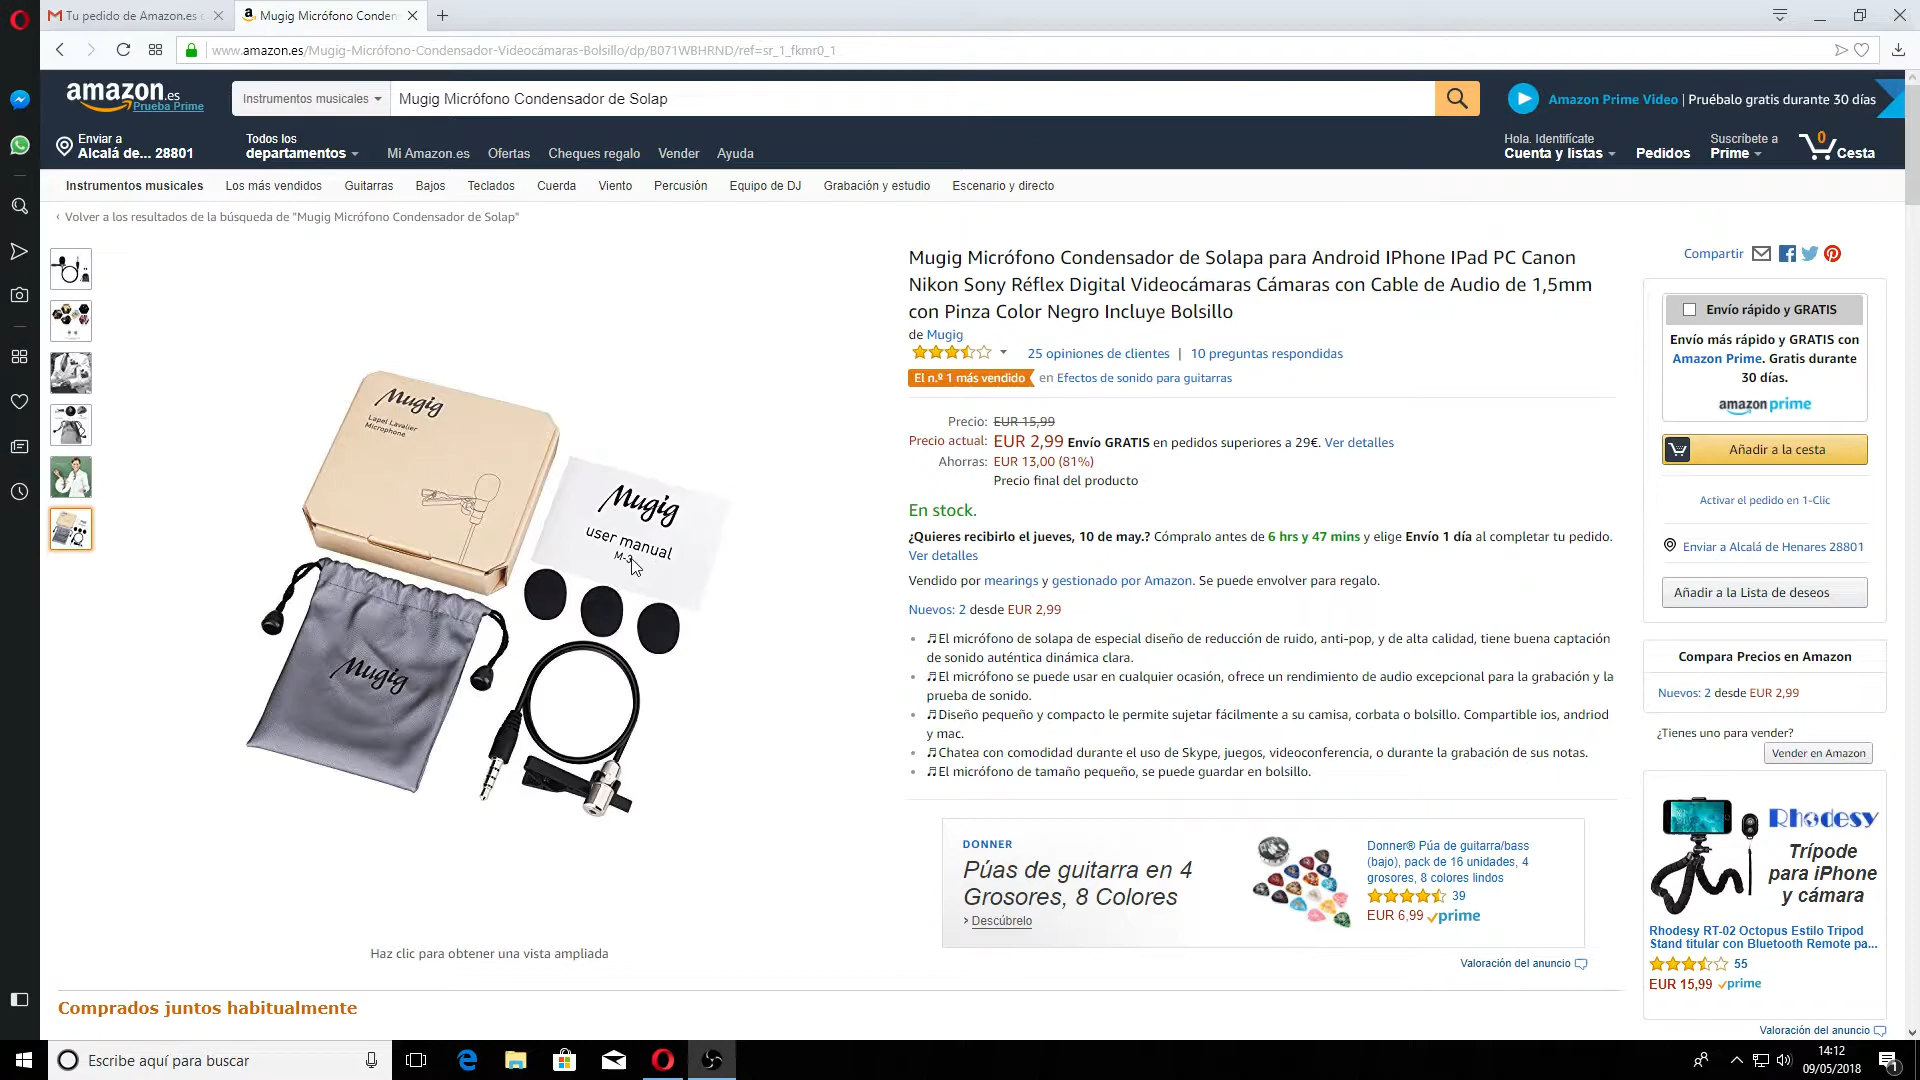 Tu pedido de Amazon.es
Mugig Micrófono Conden
www.amazon.es/Mugig-Micrófono-Condensador-Videocámaras-Bolsillo/dp/B071WBHRND/ref=sr_1_fkmr0_1
amazon.es
Prueba Prime
Instrumentos musicales
Mugig Micrófono Condensador de Solap
Amazon Prime Video | Pruébalo gratis durante 30 días
Enviar a
Alcalá de... 28801
Todos los
departamentos
Mi Amazon.es
Ofertas
Cheques regalo
Vender
Ayuda
Hola. Identifícate
Cuenta y listas
Pedidos
Suscríbete a
Prime
0
Cesta
Instrumentos musicales
Los más vendidos
Guitarras
Bajos
Teclados
Cuerda
Viento
Percusión
Equipo de DJ
Grabación y estudio
Escenario y directo
‹ Volver a los resultados de la búsqueda de "Mugig Micrófono Condensador de Solap"
Mugig
Lapel Lavalier
Microphone
Mugig
user manual
Mugig
Haz clic para obtener una vista ampliada
Mugig Micrófono Condensador de Solapa para Android IPhone IPad PC Canon
Nikon Sony Réflex Digital Videocámaras Cámaras con Cable de Audio de 1,5mm
con Pinza Color Negro Incluye Bolsillo
de Mugig
25 opiniones de clientes | 10 preguntas respondidas
El n.º 1 más vendido en Efectos de sonido para guitarras
Precio: EUR 15,99
Precio actual: EUR 2,99 Envío GRATIS en pedidos superiores a 29€. Ver detalles
Ahorras: EUR 13,00 (81%)
Precio final del producto
En stock.
¿Quieres recibirlo el jueves, 10 de may.? Cómpralo antes de 6 hrs y 47 mins y elige Envío 1 día al completar tu pedido.
Ver detalles
Vendido por mearings y gestionado por Amazon. Se puede envolver para regalo.
Nuevos: 2 desde EUR 2,99
• ♬El micrófono de solapa de especial diseño de reducción de ruido, anti-pop, y de alta calidad, tiene buena captación
de sonido auténtica dinámica clara.
• ♬El micrófono se puede usar en cualquier ocasión, ofrece un rendimiento de audio excepcional para la grabación y la
prueba de sonido.
• ♬Diseño pequeño y compacto le permite sujetar fácilmente a su camisa, corbata o bolsillo. Compartible ios, andriod
y mac.
• ♬Chatea con comodidad durante el uso de Skype, juegos, videoconferencia, o durante la grabación de sus notas.
• ♬El micrófono de tamaño pequeño, se puede guardar en bolsillo.
DONNER
Púas de guitarra en 4
Grosores, 8 Colores
› Descúbrelo
Donner® Púa de guitarra/bass
(bajo), pack de 16 unidades, 4
grosores, 8 colores lindos
39
EUR 6,99 prime
Valoración del anuncio
Compartir
Envío rápido y GRATIS
Envío más rápido y GRATIS con
Amazon Prime. Gratis durante
30 días.
amazon prime
Añadir a la cesta
Activar el pedido en 1-Clic
Enviar a Alcalá de Henares 28801
Añadir a la Lista de deseos
Compara Precios en Amazon
Nuevos: 2 desde EUR 2,99
¿Tienes uno para vender?
Vender en Amazon
Rhodesy
Trípode
para iPhone
y cámara
Rhodesy RT-02 Octopus Estilo Tripod
Stand titular con Bluetooth Remote pa...
55
EUR 15,99 prime
Valoración del anuncio
Comprados juntos habitualmente
Escribe aquí para buscar
14:12
09/05/2018
1